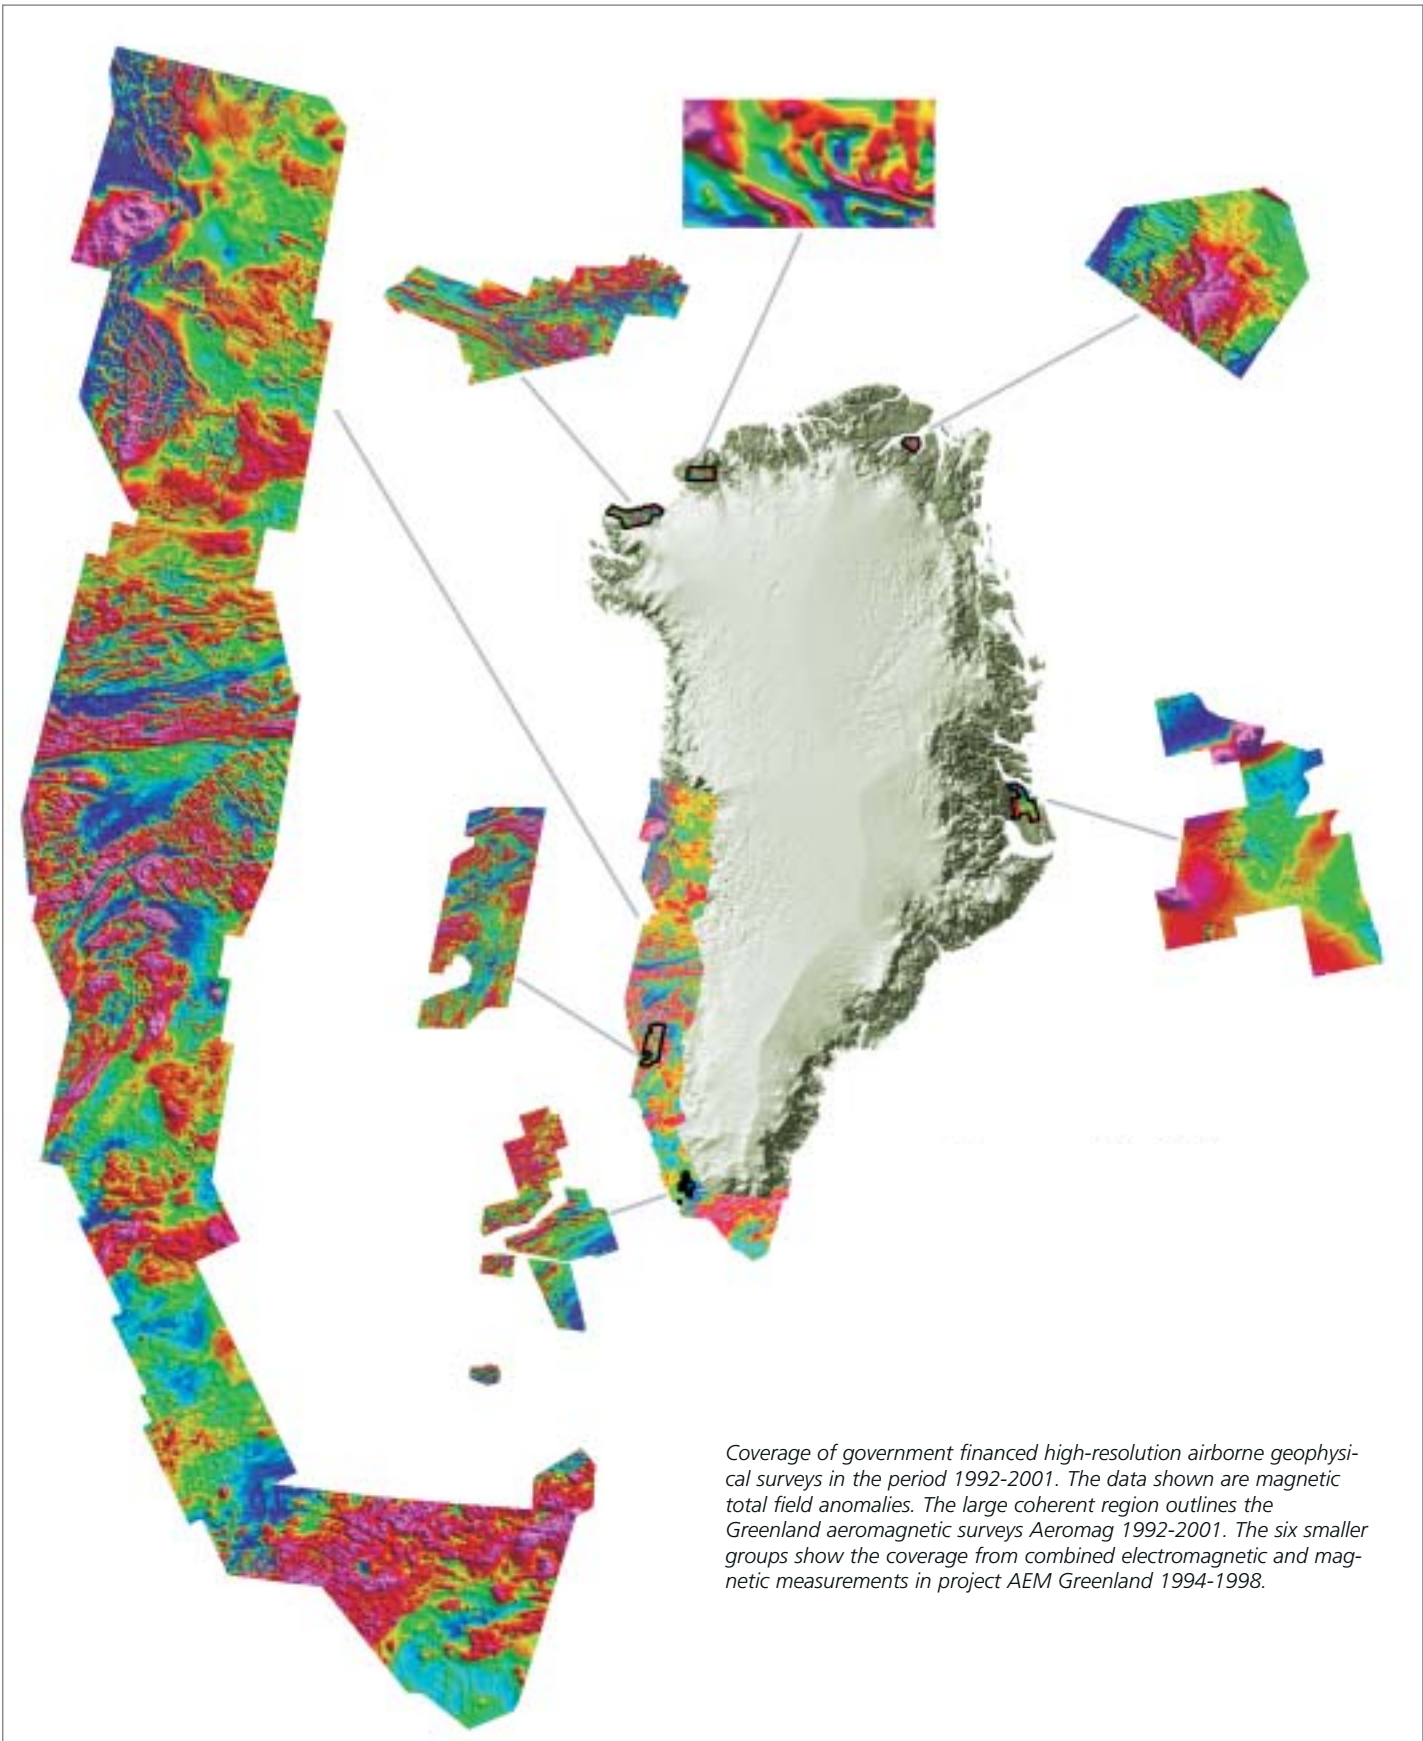 Coverage of government financed high-resolution airborne geophysi-
cal surveys in the period 1992-2001. The data shown are magnetic
total field anomalies. The large coherent region outlines the
Greenland aeromagnetic surveys Aeromag 1992-2001. The six smaller
groups show the coverage from combined electromagnetic and mag-
netic measurements in project AEM Greenland 1994-1998.